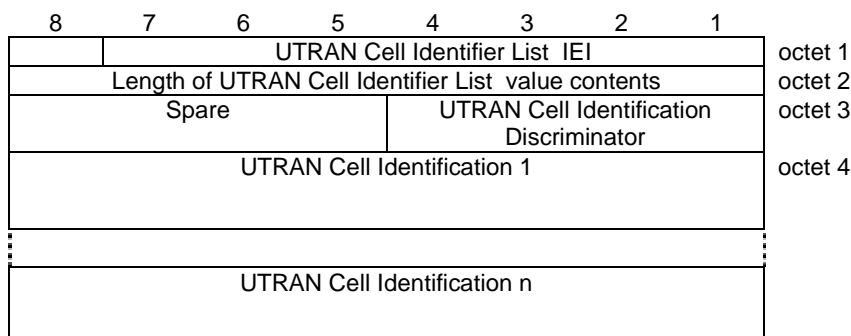 8 7 6 5 4 3 2 1
UTRAN Cell Identifier List IEI octet 1
Length of UTRAN Cell Identifier List value contents octet 2
Spare UTRAN Cell Identification octet 3
Discriminator
UTRAN Cell Identification 1 octet 4
UTRAN Cell Identification n